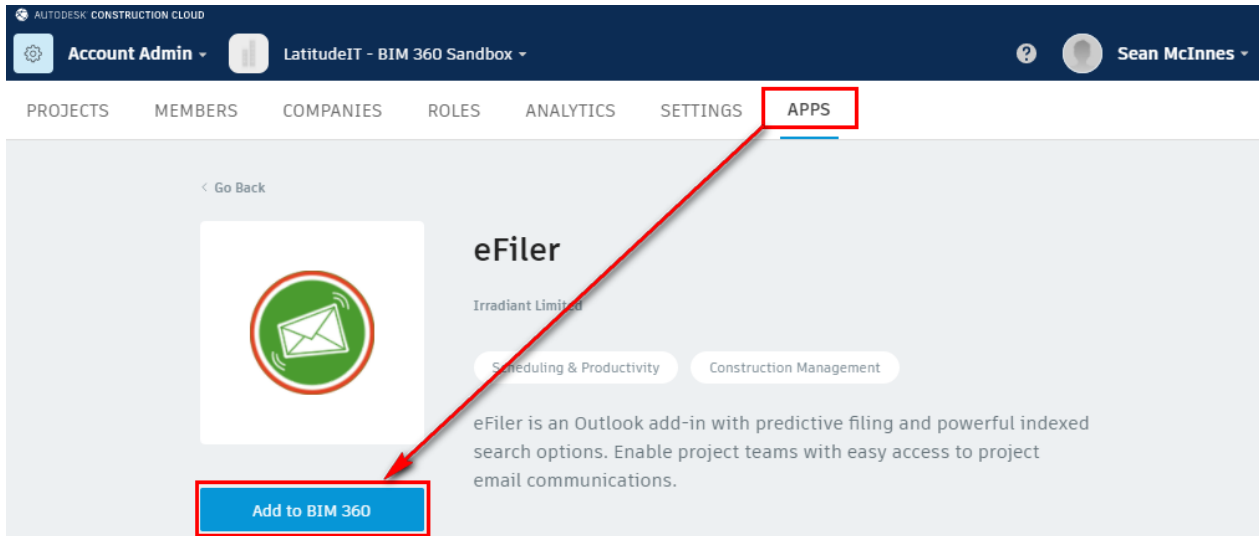 AUTODESK® CONSTRUCTION CLOUD
Account Admin LatitudeIT - BIM 360 Sandbox ? Sean McInnes
PROJECTS MEMBERS COMPANIES ROLES ANALYTICS SETTINGS APPS
< Go Back
eFiler
Irradiant Limited
Scheduling & Productivity Construction Management
eFiler is an Outlook add-in with predictive filing and powerful indexed
search options. Enable project teams with easy access to project
email communications.
Add to BIM 360